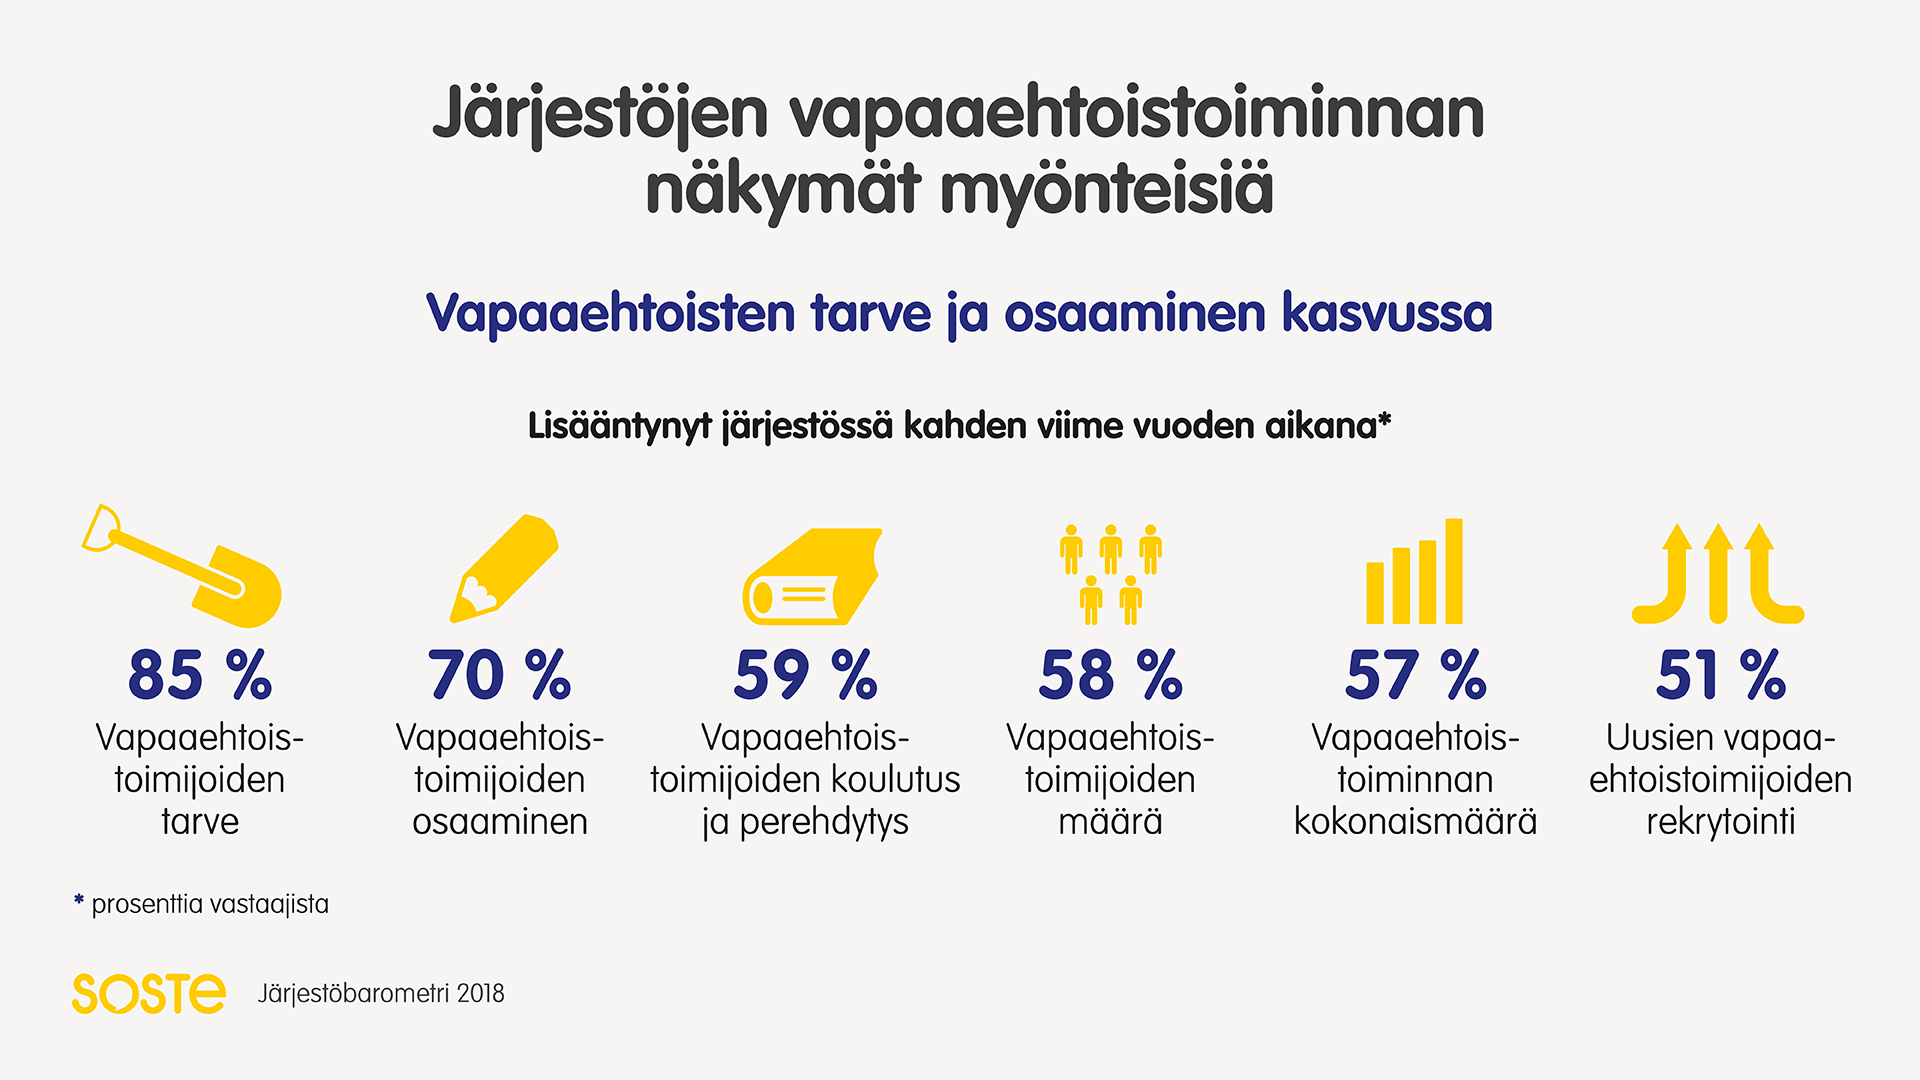 Järjestöjen vapaaehtoistoiminnan
näkymät myönteisiä
Vapaaehtoisten tarve ja osaaminen kasvussa
Lisääntynyt järjestössä kahden viime vuoden aikana*
85 %
Vapaaehtois-
toimijoiden
tarve
70 %
Vapaaehtois-
toimijoiden
osaaminen
59 %
Vapaaehtois-
toimijoiden koulutus
ja perehdytys
58 %
Vapaaehtois-
toimijoiden
määrä
57 %
Vapaaehtois-
toiminnan
kokonaismäärä
51 %
Uusien vapaa-
ehtoistoimijoiden
rekrytointi
* prosenttia vastaajista
SOSTE Järjestöbarometri 2018